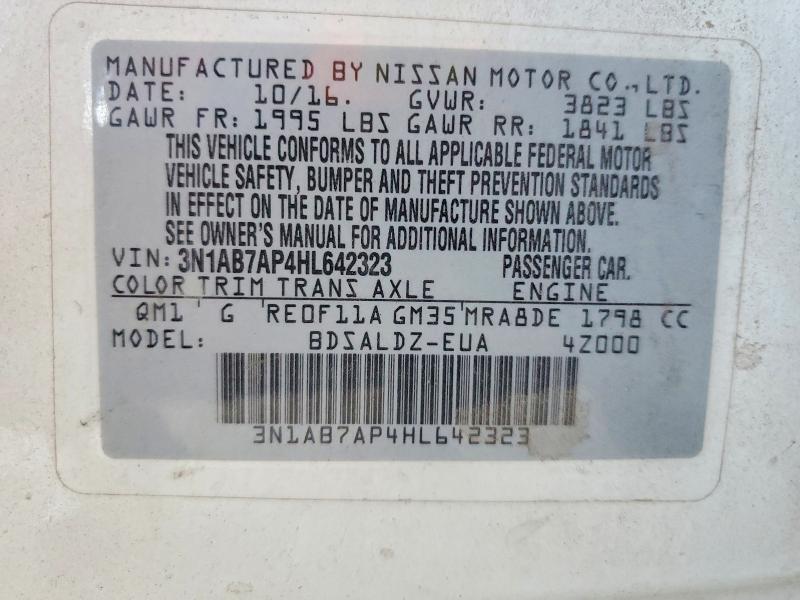 MANUFACTURED BY NISSAN MOTOR CO., LTD.
DATE: 10/16. GVWR: 3823 LBS
GAWR FR: 1995 LBS GAWR RR: 1841 LBS
THIS VEHICLE CONFORMS TO ALL APPLICABLE FEDERAL MOTOR
VEHICLE SAFETY, BUMPER AND THEFT PREVENTION STANDARDS
IN EFFECT ON THE DATE OF MANUFACTURE SHOWN ABOVE.
SEE OWNER'S MANUAL FOR ADDITIONAL INFORMATION.
VIN: 3N1AB7AP4HL642323 PASSENGER CAR.
COLOR TRIM TRANS AXLE ENGINE
QM1 G RE0F11A GM35 MRA8DE 1798 CC
MODEL: BDSALDZ-EUA 4Z000
3N1AB7AP4HL642323